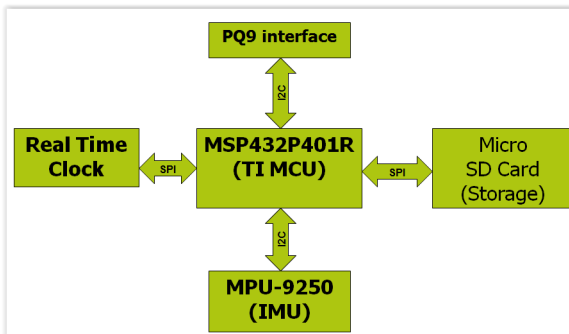 PQ9 interface
I2C
Real Time
Clock
SPI
MSP432P401R
(TI MCU)
SPI
Micro
SD Card
(Storage)
I2C
MPU-9250
(IMU)